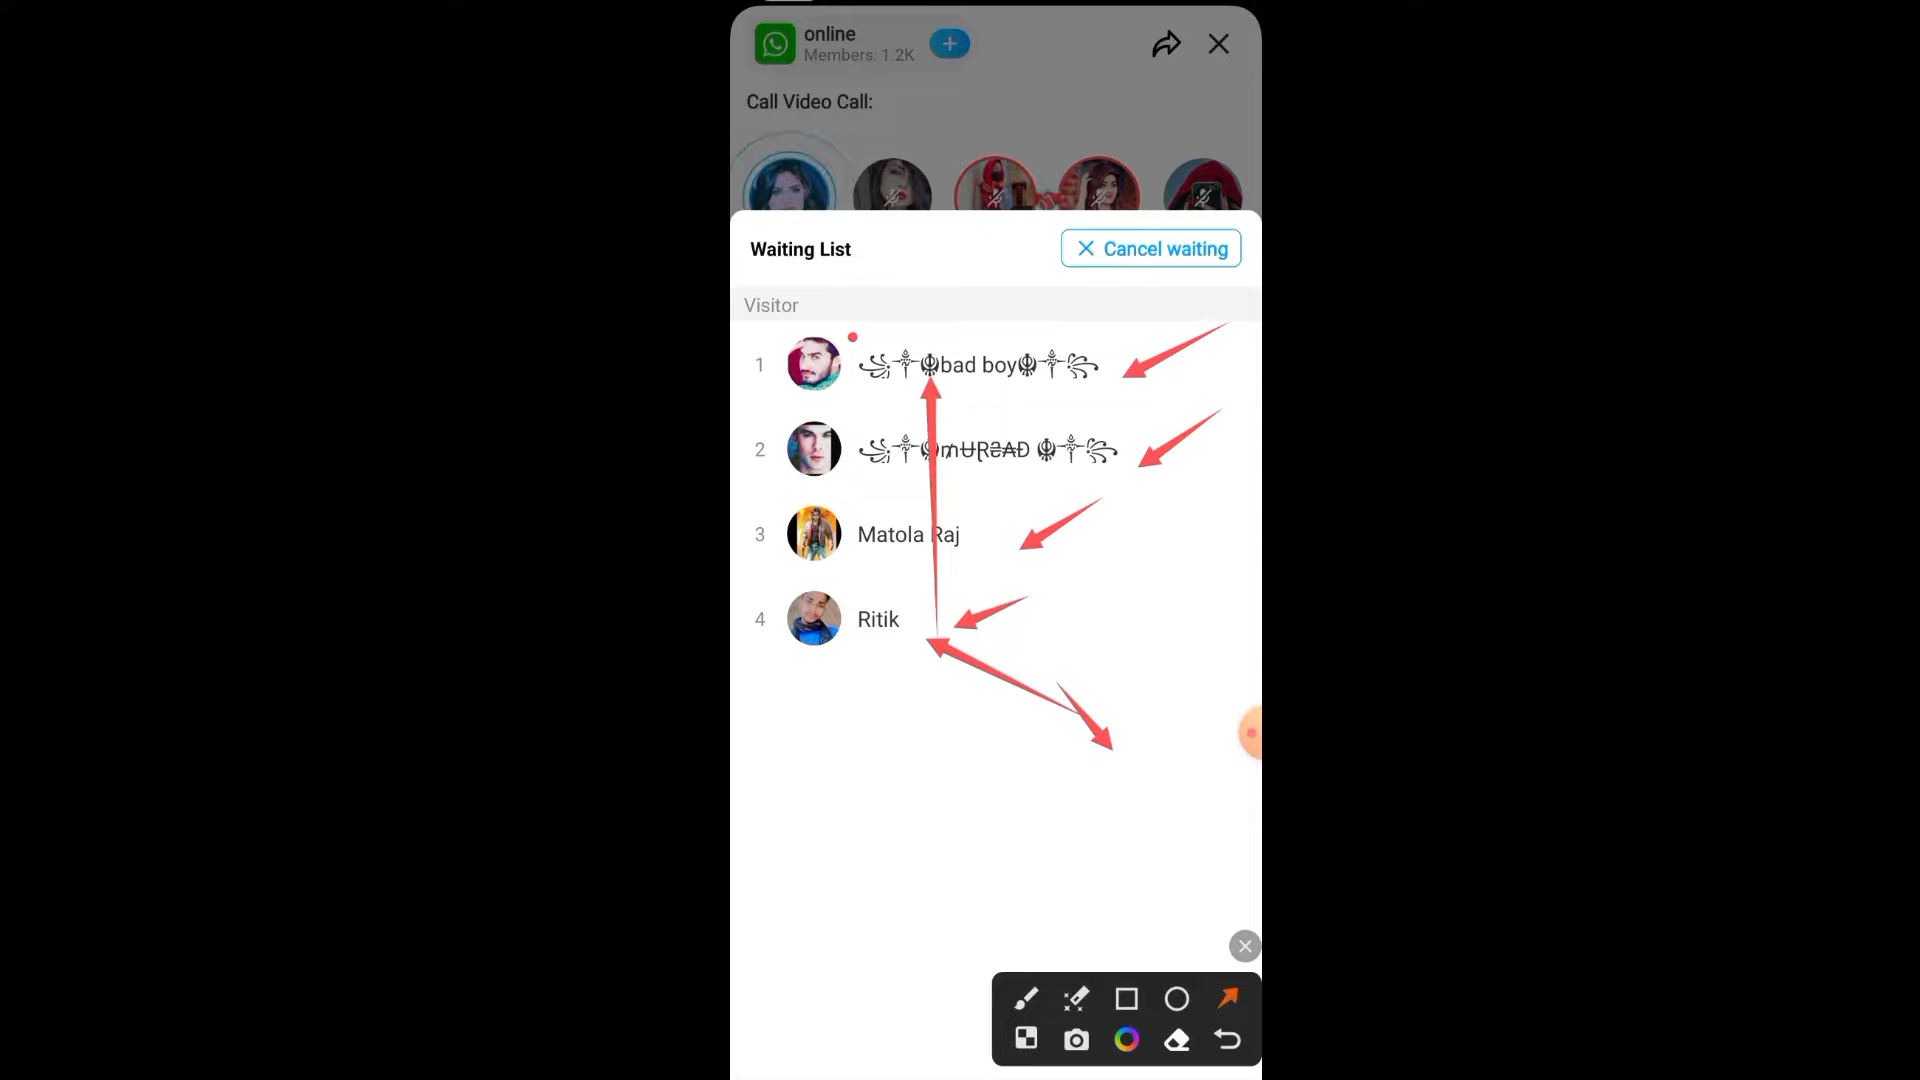 online
Members: 1.2K
Call Video Call:
Waiting List
Cancel waiting
Visitor
1 ꧁༒☬bad boy☬༒꧂
2 ꧁༒☬₥ɄⱤ₴₳Đ ☬༒꧂
3 Matola Raj
4 Ritik